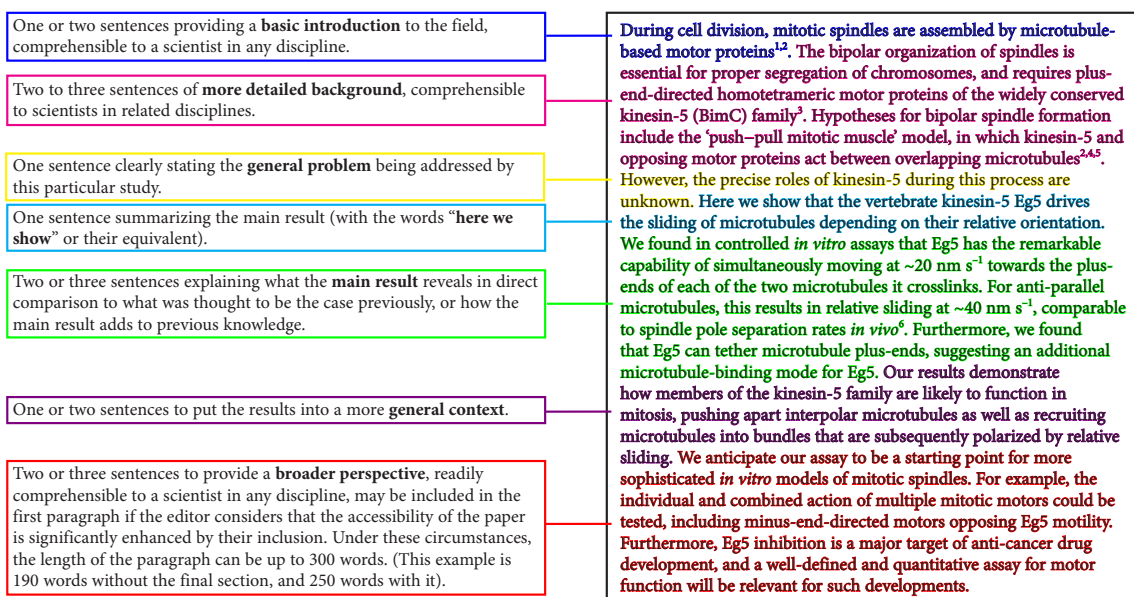 One or two sentences providing a basic introduction to the field,
comprehensible to a scientist in any discipline.
Two to three sentences of more detailed background, comprehensible
to scientists in related disciplines.
One sentence clearly stating the general problem being addressed by
this particular study.
One sentence summarizing the main result (with the words “here we
show” or their equivalent).
Two or three sentences explaining what the main result reveals in direct
comparison to what was thought to be the case previously, or how the
main result adds to previous knowledge.
One or two sentences to put the results into a more general context.
Two or three sentences to provide a broader perspective, readily
comprehensible to a scientist in any discipline, may be included in the
first paragraph if the editor considers that the accessibility of the paper
is significantly enhanced by their inclusion. Under these circumstances,
the length of the paragraph can be up to 300 words. (This example is
190 words without the final section, and 250 words with it).
During cell division, mitotic spindles are assembled by microtubule-
based motor proteins1,2. The bipolar organization of spindles is
essential for proper segregation of chromosomes, and requires plus-
end-directed homotetrameric motor proteins of the widely conserved
kinesin-5 (BimC) family3. Hypotheses for bipolar spindle formation
include the ‘push–pull mitotic muscle’ model, in which kinesin-5 and
opposing motor proteins act between overlapping microtubules2,4,5.
However, the precise roles of kinesin-5 during this process are
unknown. Here we show that the vertebrate kinesin-5 Eg5 drives
the sliding of microtubules depending on their relative orientation.
We found in controlled in vitro assays that Eg5 has the remarkable
capability of simultaneously moving at ~20 nm s–1 towards the plus-
ends of each of the two microtubules it crosslinks. For anti-parallel
microtubules, this results in relative sliding at ~40 nm s–1, comparable
to spindle pole separation rates in vivo6. Furthermore, we found
that Eg5 can tether microtubule plus-ends, suggesting an additional
microtubule-binding mode for Eg5. Our results demonstrate
how members of the kinesin-5 family are likely to function in
mitosis, pushing apart interpolar microtubules as well as recruiting
microtubules into bundles that are subsequently polarized by relative
sliding. We anticipate our assay to be a starting point for more
sophisticated in vitro models of mitotic spindles. For example, the
individual and combined action of multiple mitotic motors could be
tested, including minus-end-directed motors opposing Eg5 motility.
Furthermore, Eg5 inhibition is a major target of anti-cancer drug
development, and a well-defined and quantitative assay for motor
function will be relevant for such developments.